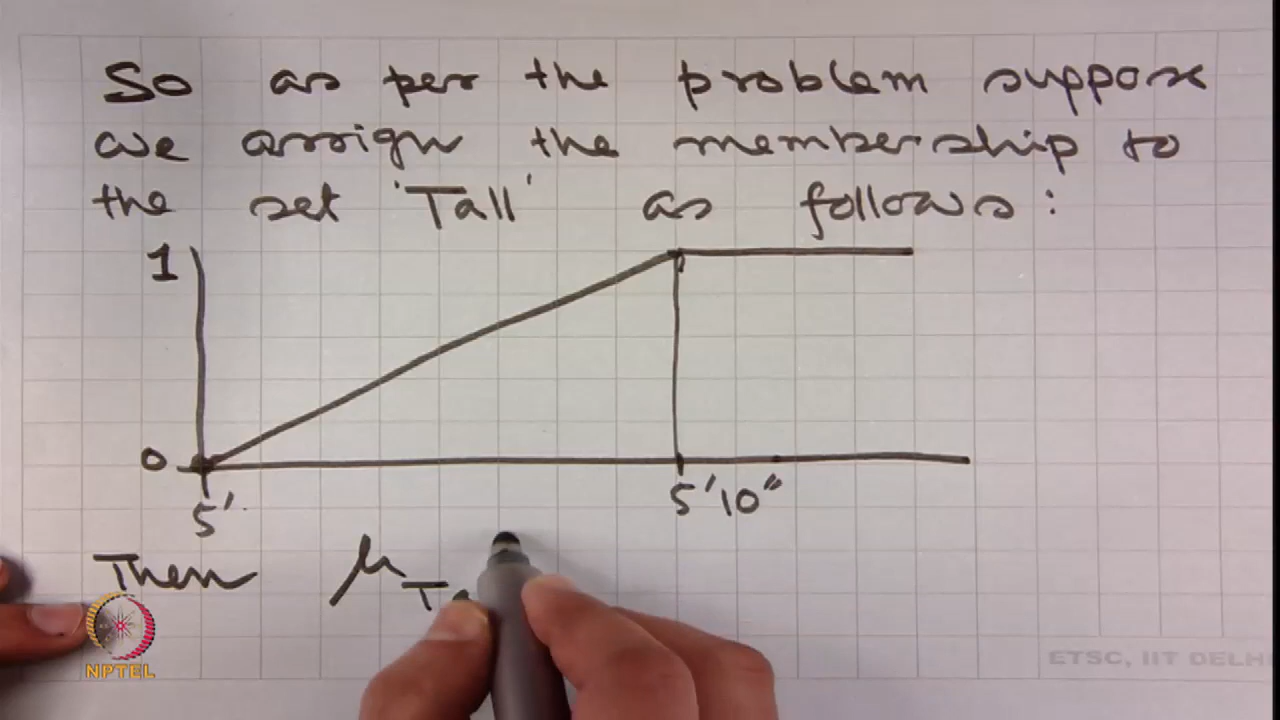 So as per the problem suppose
we assign the membership to
the set 'Tall' as follows:
1
0
5'
5'10"
Then μ T
NPTEL
ETSC, IIT DELHI